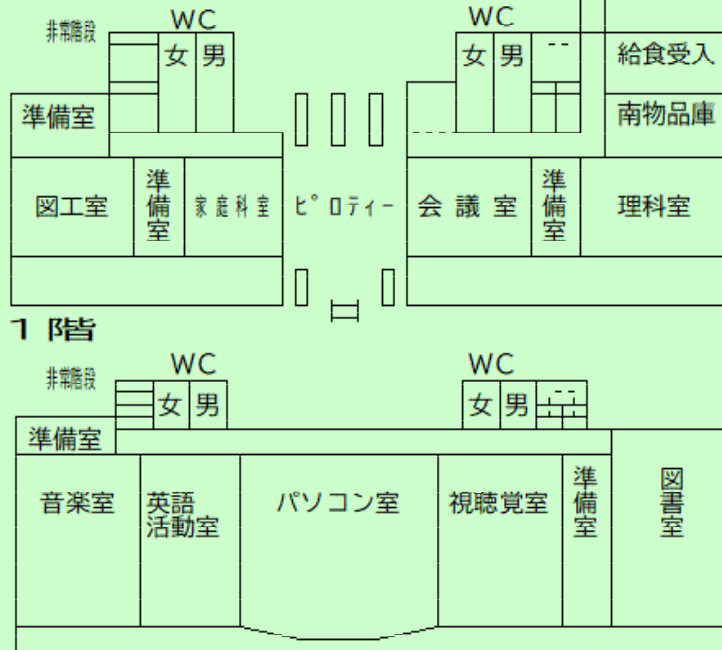 WC
WC
非常階段
女 男
女 男
給食受入
準備室
南物品庫
図工室
準備室
家庭科室
ピロティー
会議室
準備室
理科室
1階
WC
WC
非常階段
女 男
女 男
準備室
音楽室
英語
活動室
パソコン室
視聴覚室
準備室
図書室